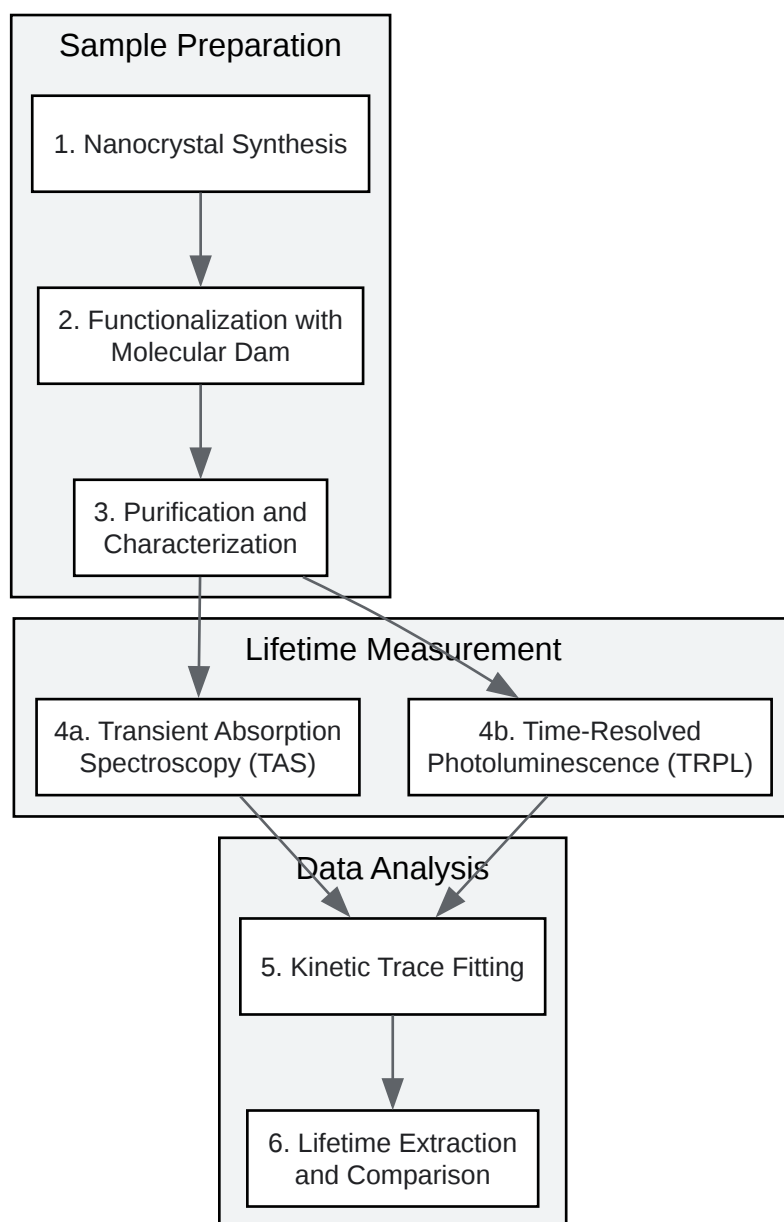 Sample Preparation
1. Nanocrystal Synthesis
2. Functionalization with
Molecular Dam
3. Purification and
Characterization
Lifetime Measurement
4a. Transient Absorption
Spectroscopy (TAS)
4b. Time-Resolved
Photoluminescence (TRPL)
Data Analysis
5. Kinetic Trace Fitting
6. Lifetime Extraction
and Comparison